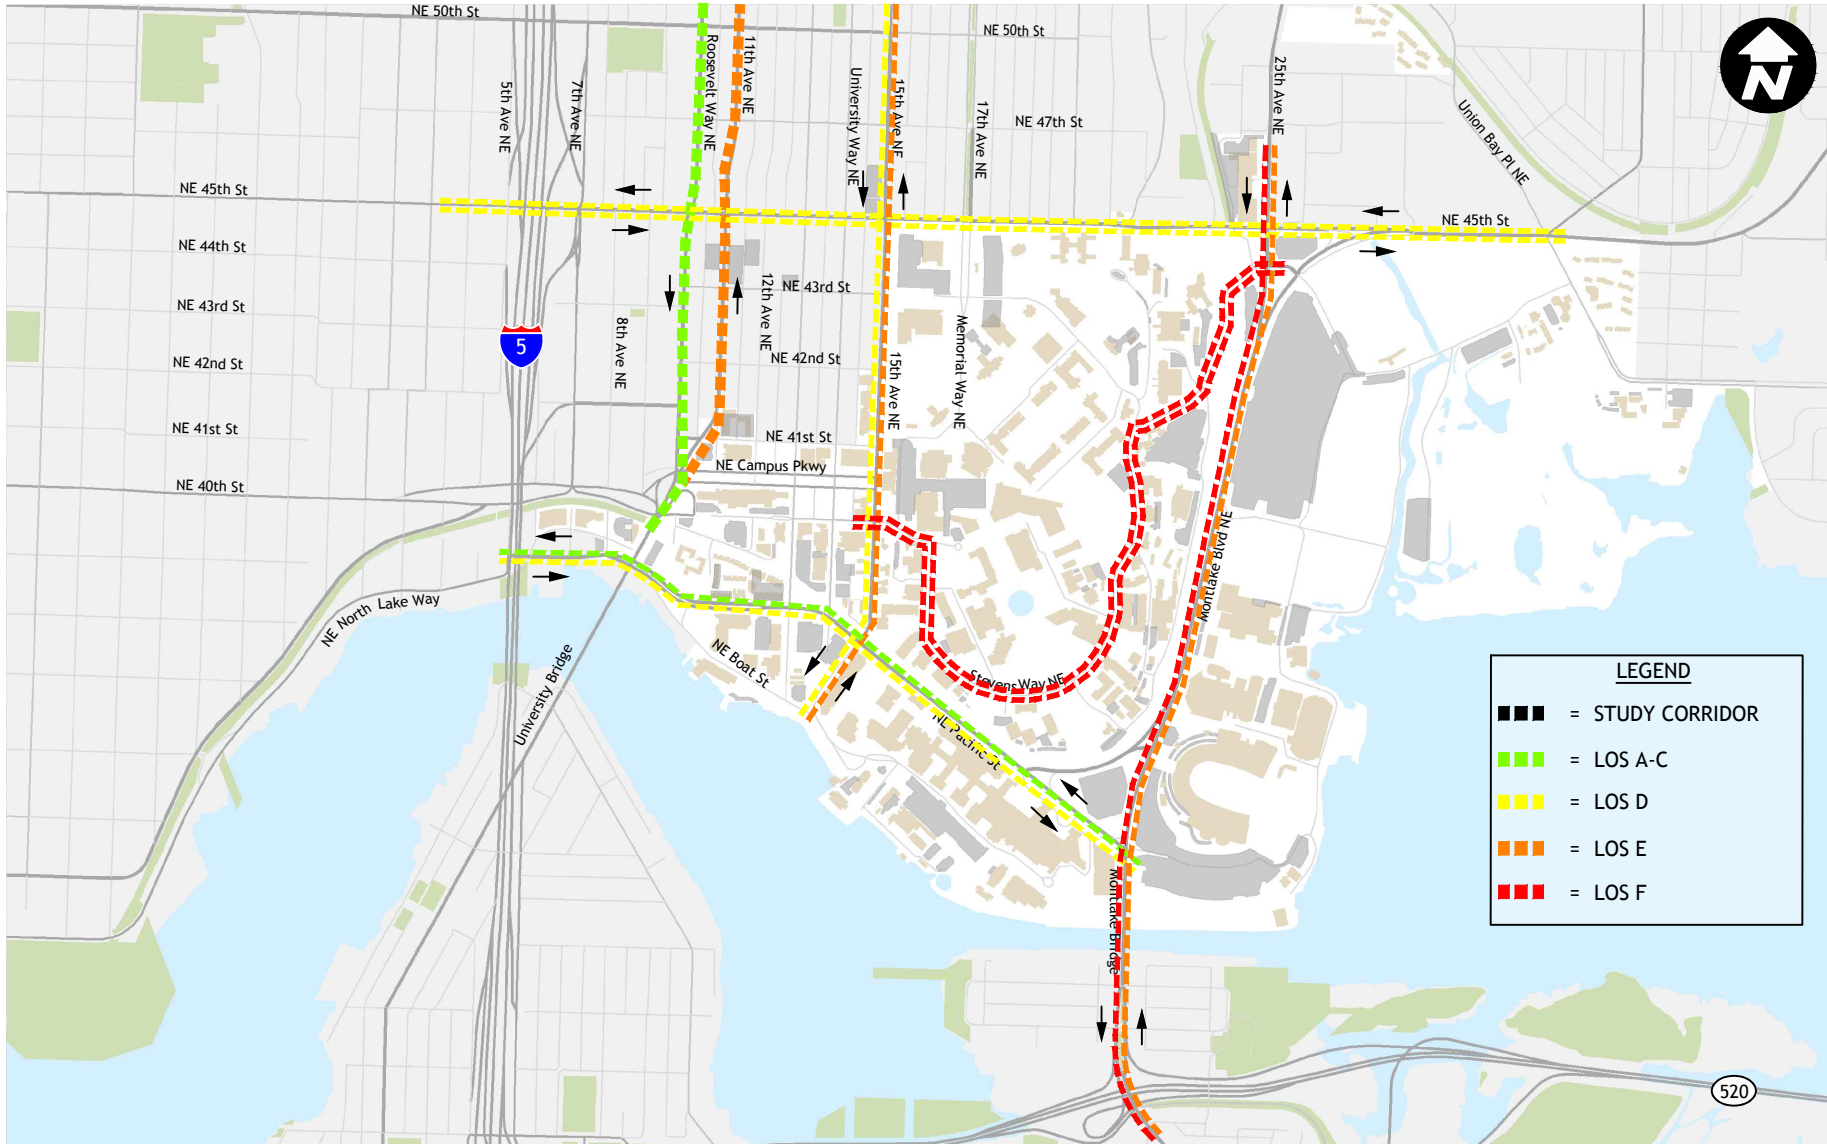 NE 50th St
NE 50th St
Roosevelt Way NE
11th Ave NE
University Way NE
15th Ave NE
17th Ave NE
25th Ave NE
5th Ave NE
7th Ave NE
NE 47th St
Union Bay Pl NE
N
NE 45th St
NE 45th St
NE 44th St
NE 43rd St
12th Ave NE
NE 43rd St
8th Ave NE
Memorial Way NE
5
NE 42nd St
NE 42nd St
15th Ave NE
NE 41st St
NE 41st St
NE Campus Pkwy
NE 40th St
Montlake Blvd NE
NE North Lake Way
University Bridge
NE Boat St
Stevens Way NE
NE Pacific St
Montlake Bridge
LEGEND
= STUDY CORRIDOR
= LOS A-C
= LOS D
= LOS E
= LOS F
520